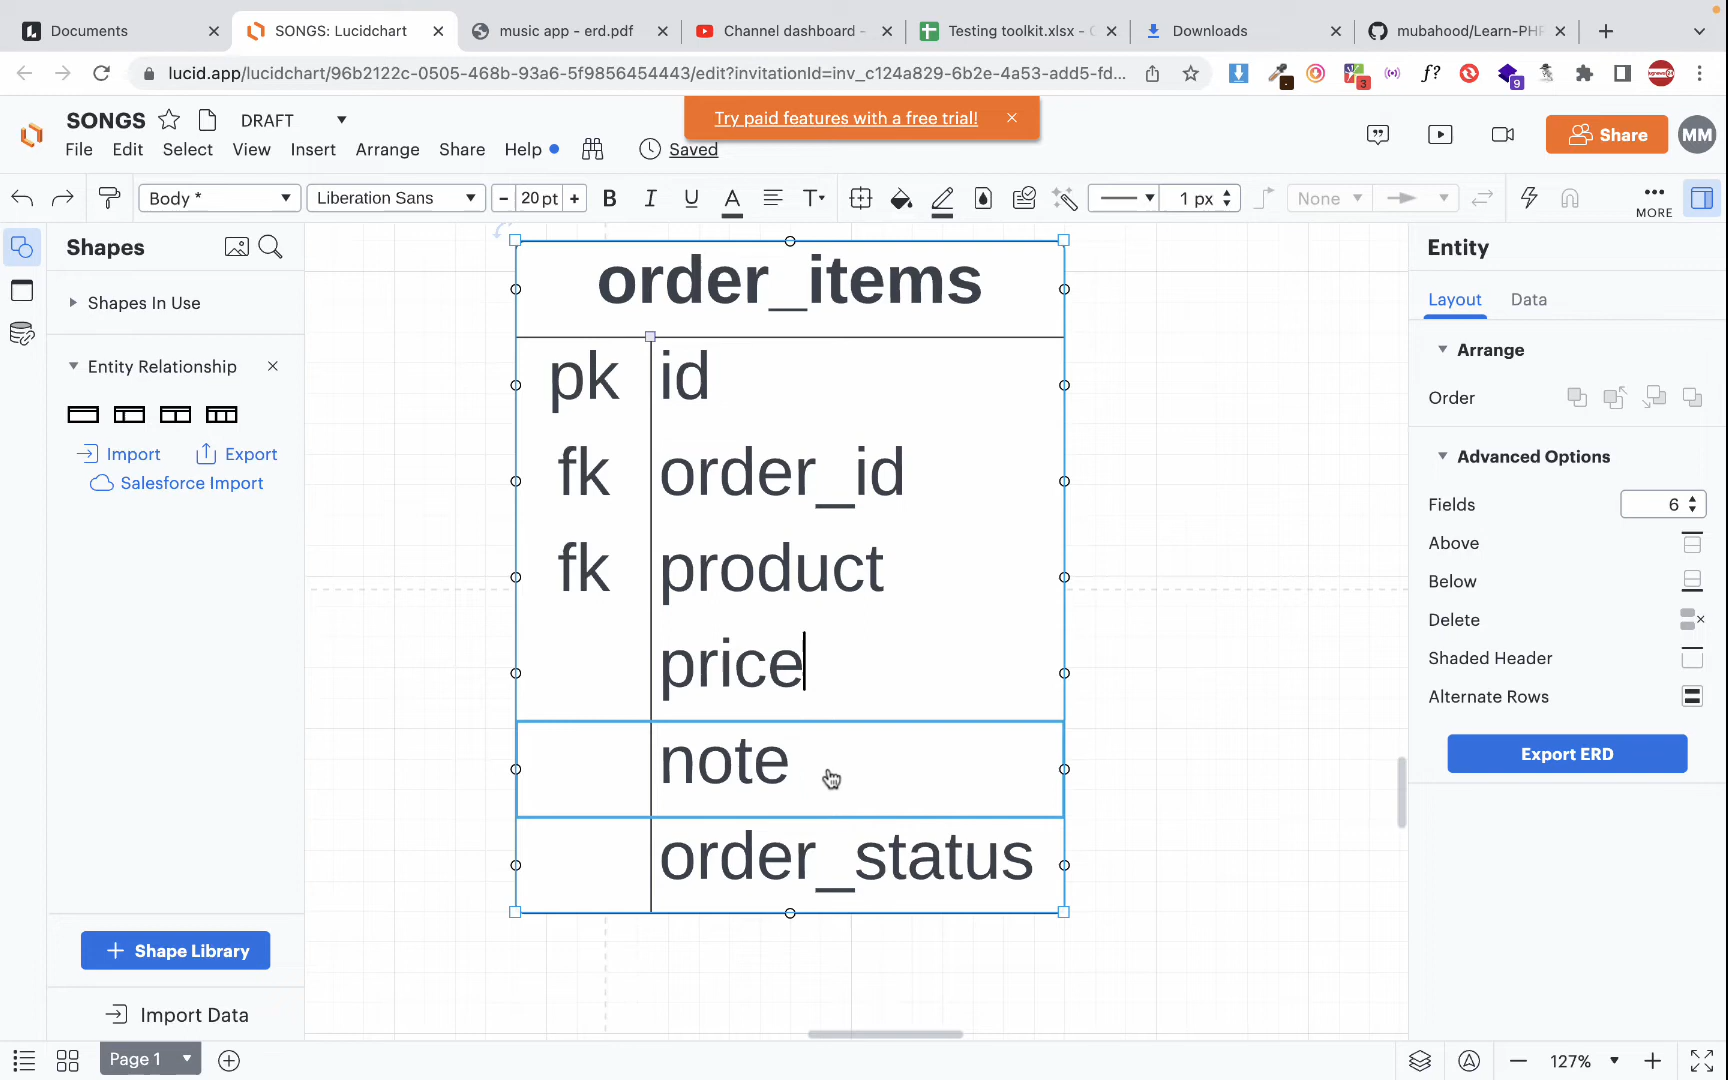 Documents
SONGS: Lucidchart
music app - erd.pdf
Channel dashboard -
Testing toolkit.xlsx -
Downloads
mubahood/Learn-PHP
lucid.app/lucidchart/96b2122c-0505-468b-93a6-5f9856454443/edit?invitationId=inv_c124a829-6b2e-4a53-add5-fd...
f?
3
9
SONGS
DRAFT
Try paid features with a free trial!
File Edit Select View Insert Arrange Share Help
Saved
Share
MM
Body *
Liberation Sans
- 20 pt +
B I U A T
1 px
None
MORE
Shapes
Shapes In Use
Entity Relationship
Import
Export
Salesforce Import
+ Shape Library
Import Data
order_items
pk id
fk order_id
fk product
price
note
order_status
Entity
Layout Data
Arrange
Order
Advanced Options
Fields 6
Above
Below
Delete
Shaded Header
Alternate Rows
Export ERD
Page 1
127%